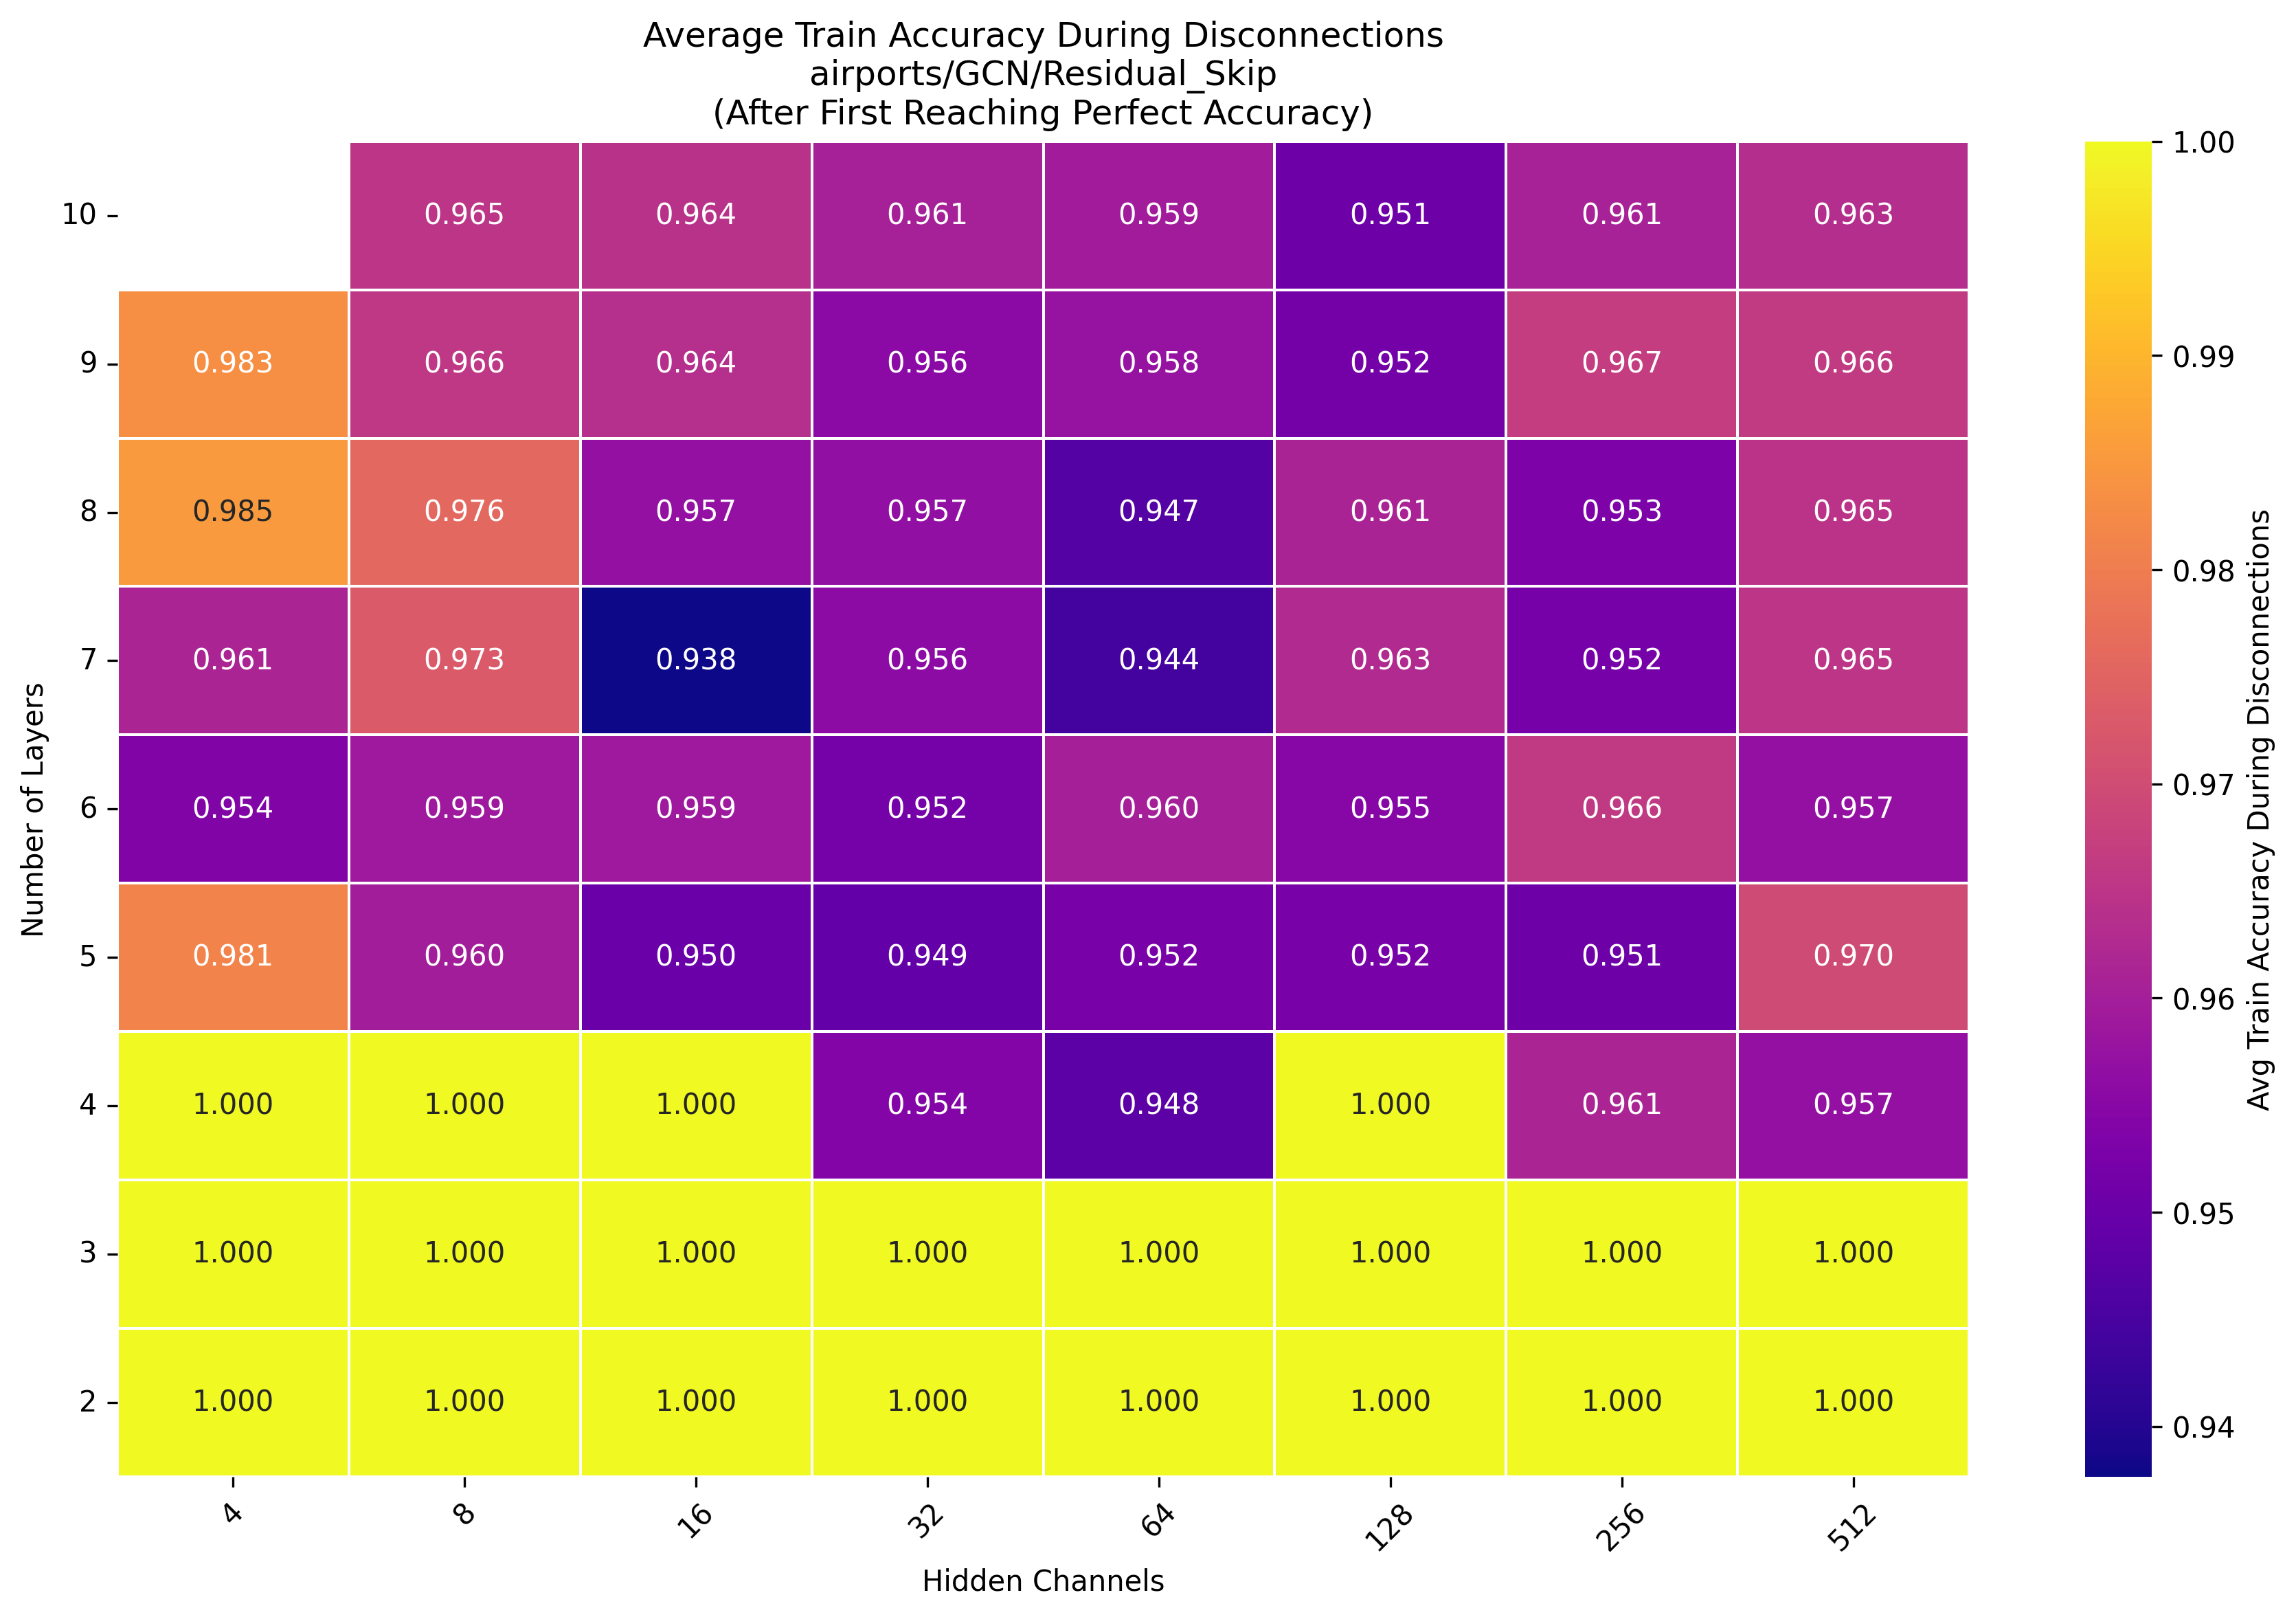 Average Train Accuracy During Disconnections
airports/GCN/Residual_Skip
(After First Reaching Perfect Accuracy)
10 0.965 0.964 0.961 0.959 0.951 0.961 0.963
9 0.983 0.966 0.964 0.956 0.958 0.952 0.967 0.966
8 0.985 0.976 0.957 0.957 0.947 0.961 0.953 0.965
7 0.961 0.973 0.938 0.956 0.944 0.963 0.952 0.965
6 0.954 0.959 0.959 0.952 0.960 0.955 0.966 0.957
5 0.981 0.960 0.950 0.949 0.952 0.952 0.951 0.970
4 1.000 1.000 1.000 0.954 0.948 1.000 0.961 0.957
3 1.000 1.000 1.000 1.000 1.000 1.000 1.000 1.000
2 1.000 1.000 1.000 1.000 1.000 1.000 1.000 1.000
4 8 16 32 64 128 256 512
Hidden Channels
Number of Layers
1.00
0.99
0.98
0.97
0.96
0.95
0.94
Avg Train Accuracy During Disconnections